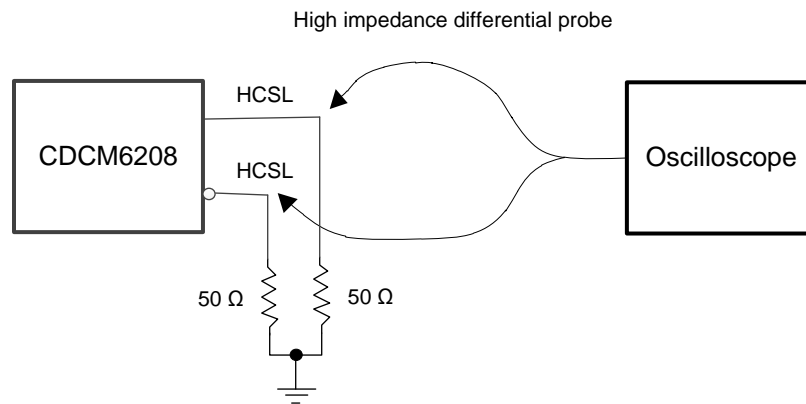 High impedance differential probe
HCSL
CDCM6208
HCSL
Oscilloscope
50 Ω
50 Ω